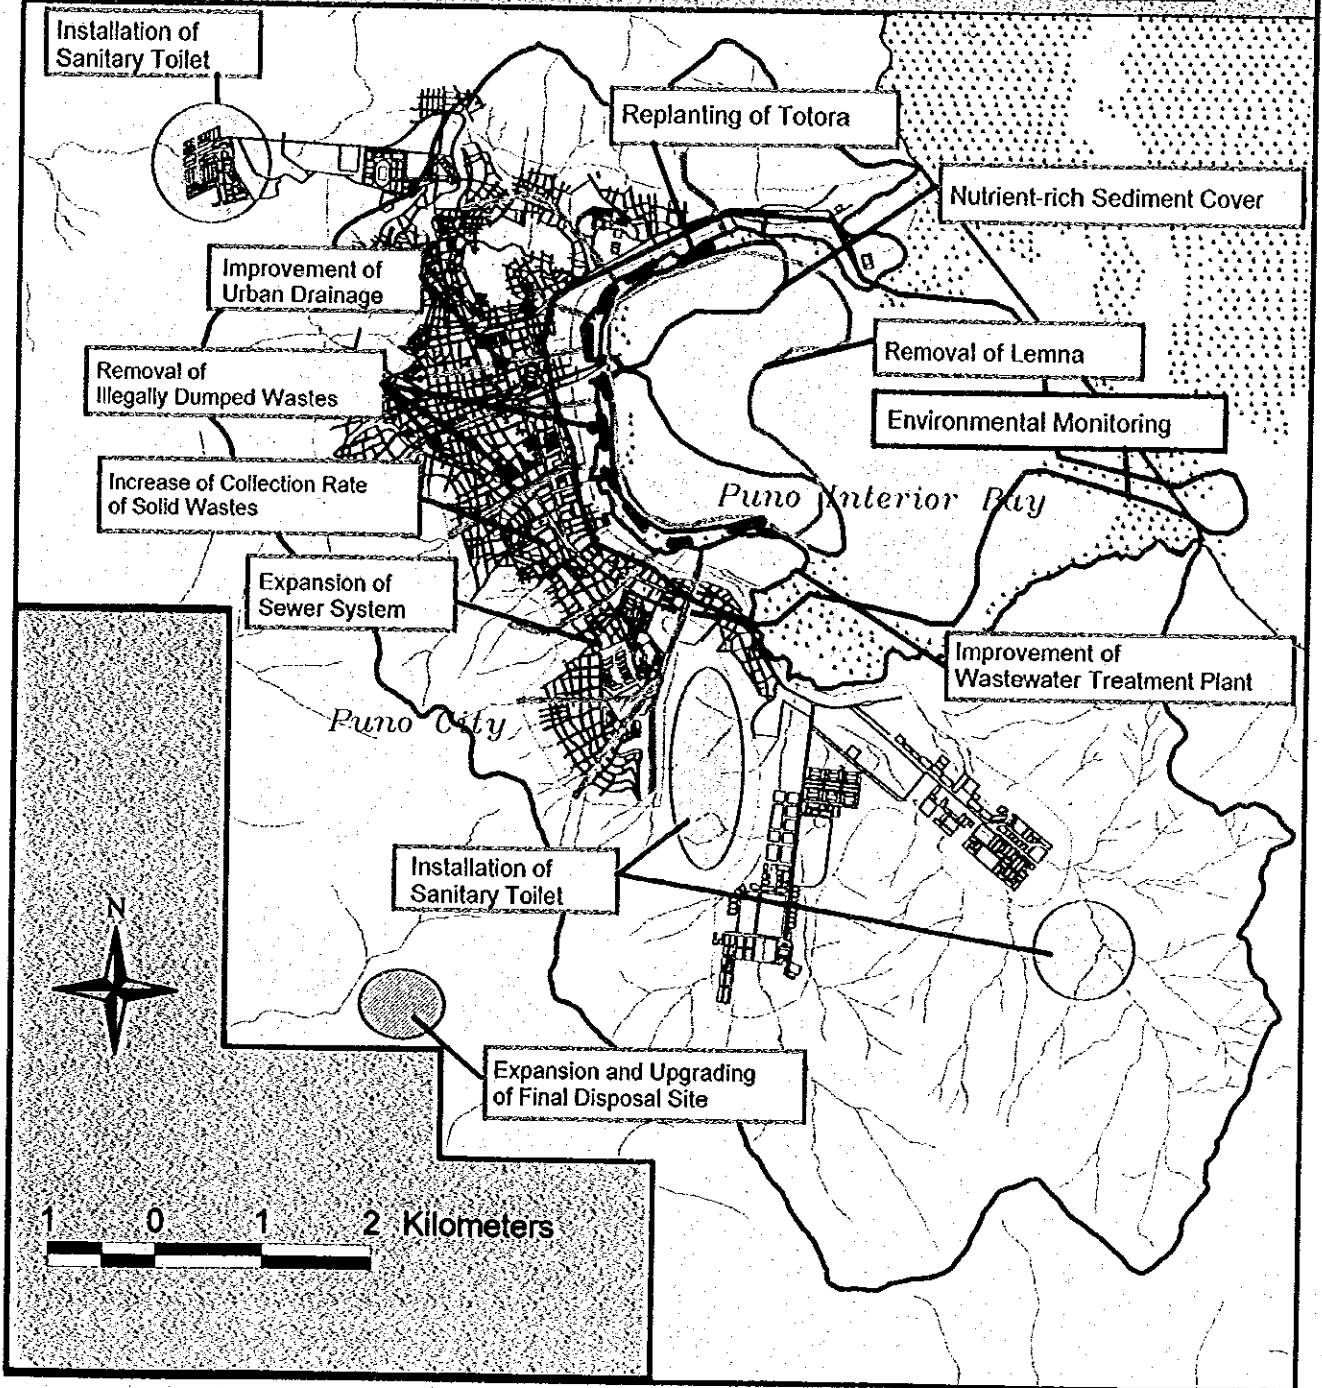 Installation of
Sanitary Toilet
Replanting of Totora
Nutrient-rich Sediment Cover
Improvement of
Urban Drainage
Removal of Lemna
Removal of
Illegally Dumped Wastes
Environmental Monitoring
Increase of Collection Rate
of Solid Wastes
Puno Interior Bay
Expansion of
Sewer System
Improvement of
Wastewater Treatment Plant
Puno City
Installation of
Sanitary Toilet
N
Expansion and Upgrading
of Final Disposal Site
1 0 1 2 Kilometers